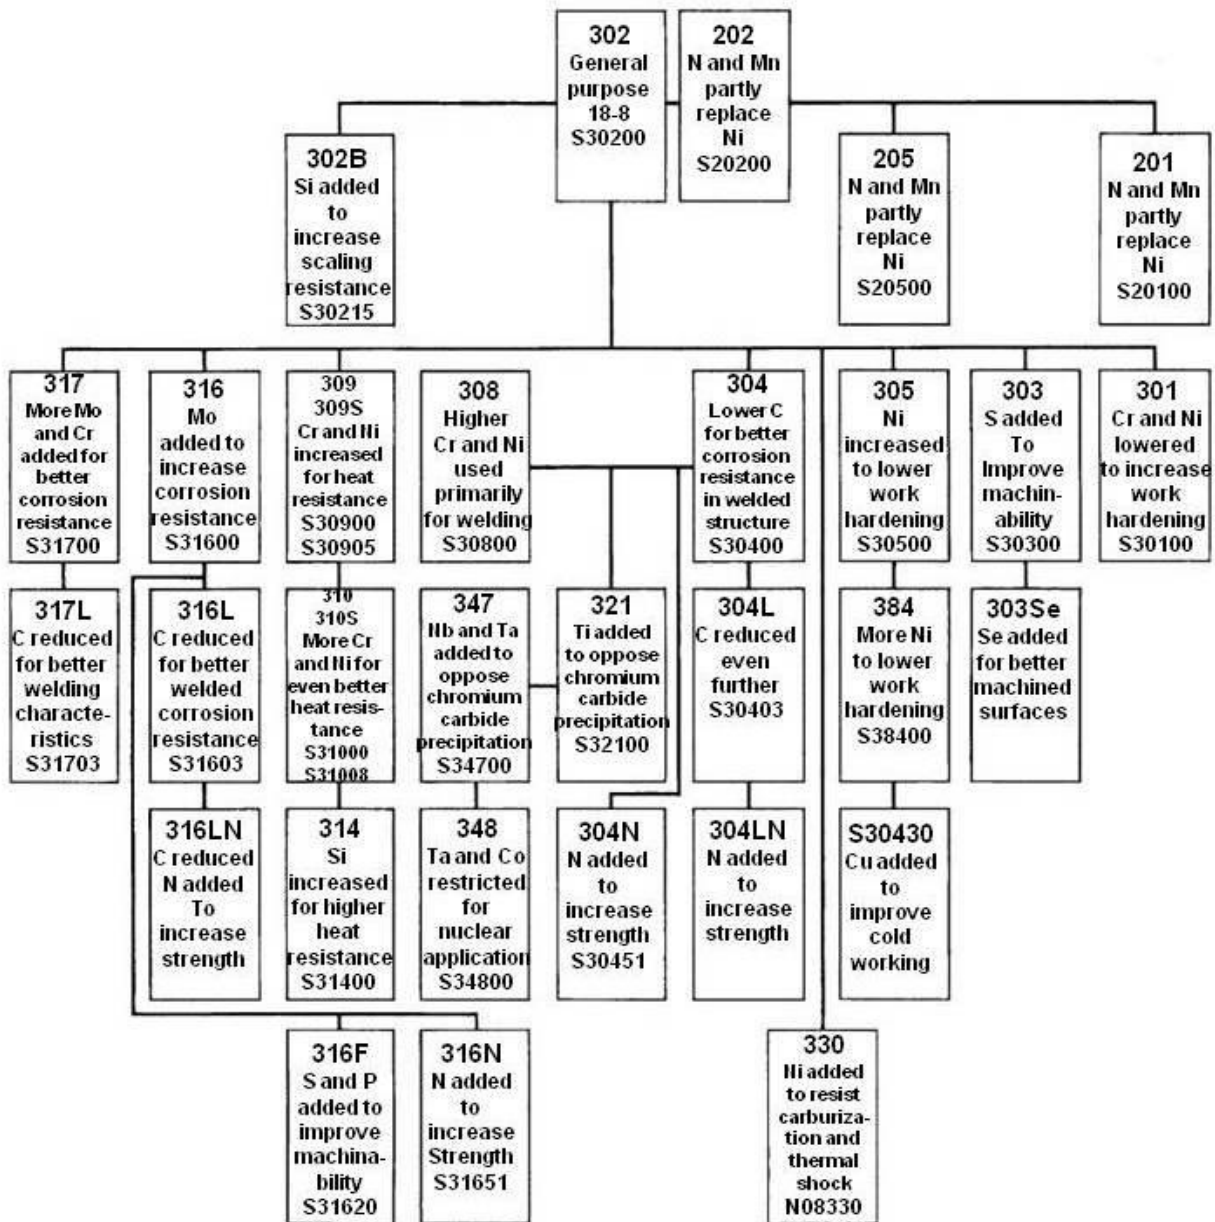 302
General
purpose
18-8
S30200
202
N and Mn
partly
replace
Ni
S20200
302B
Si added
to
increase
scaling
resistance
S30215
205
N and Mn
partly
replace
Ni
S20500
201
N and Mn
partly
replace
Ni
S20100
317
More Mo
and Cr
added for
better
corrosion
resistance
S31700
316
Mo
added to
increase
corrosion
resistance
S31600
309
309S
Cr and Ni
increased
for heat
resistance
S30900
S30905
308
Higher
Cr and Ni
used
primarily
for welding
S30800
304
Lower C
for better
corrosion
resistance
in welded
structure
S30400
305
Ni
increased
to lower
work
hardening
S30500
303
S added
To
Improve
machin-
ability
S30300
301
Cr and Ni
lowered
to increase
work
hardening
S30100
317L
C reduced
for better
welding
characte-
ristics
S31703
316L
C reduced
for better
welded
corrosion
resistance
S31603
310
310S
More Cr
and Ni for
even better
heat resis-
tance
S31000
S31008
347
Nb and Ta
added to
oppose
chromium
carbide
precipitation
S34700
321
Ti added
to oppose
chromium
carbide
precipitation
S32100
304L
C reduced
even
further
S30403
384
More Ni
to lower
work
hardening
S38400
303Se
Se added
for better
machined
surfaces
316LN
C reduced
N added
To
increase
strength
314
Si
increased
for higher
heat
resistance
S31400
348
Ta and Co
restricted
for
nuclear
application
S34800
304N
N added
to
increase
strength
S30451
304LN
N added
to
increase
strength
S30430
Cu added
to
improve
cold
working
316F
S and P
added to
improve
machina-
bility
S31620
316N
N added
to
increase
Strength
S31651
330
Ni added
to resist
carburiza-
tion and
thermal
shock
N08330